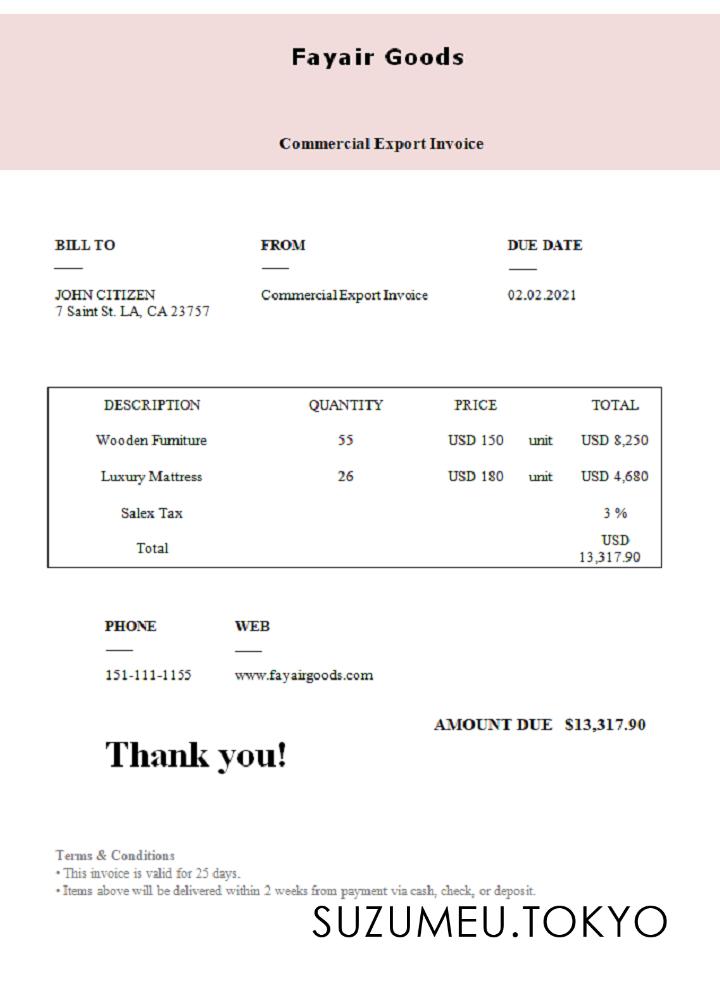 Fayair Goods
Commercial Export Invoice
BILL TO FROM DUE DATE
JOHN CITIZEN Commercial Export Invoice 02.02.2021
7 Saint St. LA, CA 23757
DESCRIPTION QUANTITY PRICE TOTAL
Wooden Furniture 55 USD 150 unit USD 8,250
Luxury Mattress 26 USD 180 unit USD 4,680
Salex Tax 3 %
Total USD
13,317.90
PHONE WEB
151-111-1155 www.fayairgoods.com
AMOUNT DUE $13,317.90
Thank you!
Terms & Conditions
• This invoice is valid for 25 days.
• Items above will be delivered within 2 weeks from payment via cash, check, or deposit.
SUZUMEU.TOKYO